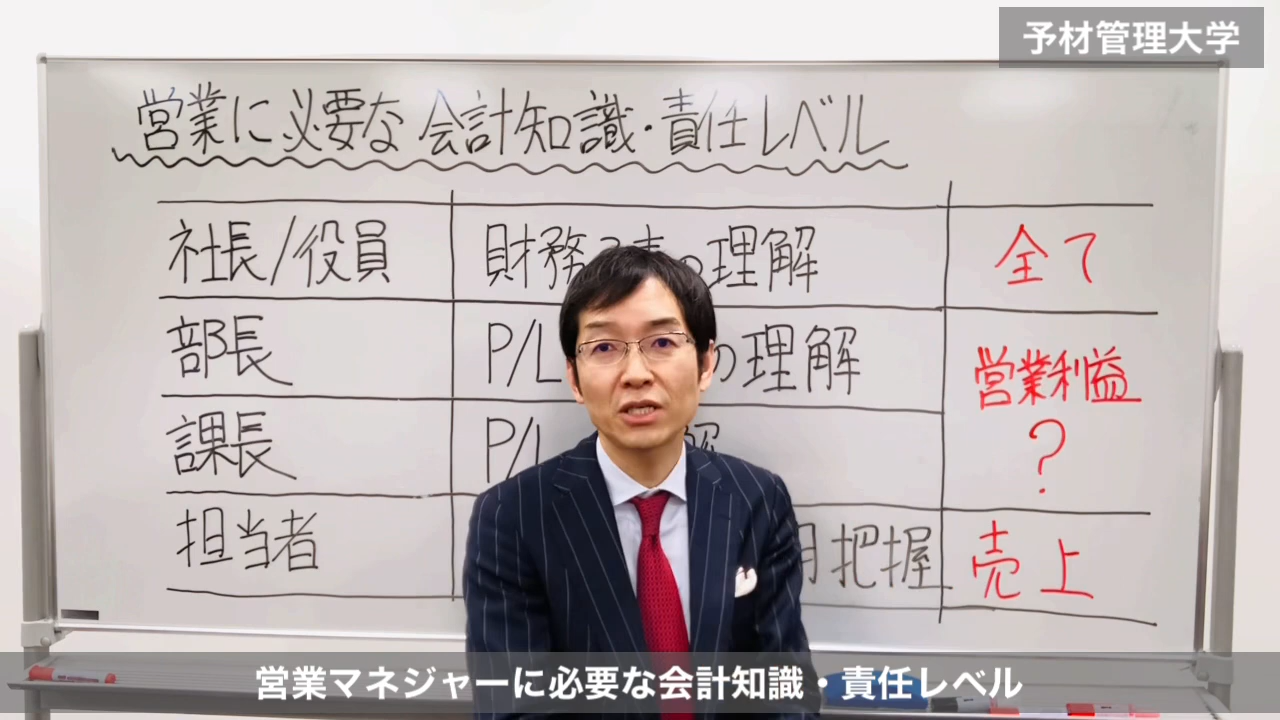 予材管理大学
営業に必要な会計知識・責任レベル
社長/役員 財務 の理解 全て
部長 P/L の理解 営業利益
?
課長 P/L 解
担当者 用把握 売上
営業マネジャーに必要な会計知識・責任レベル